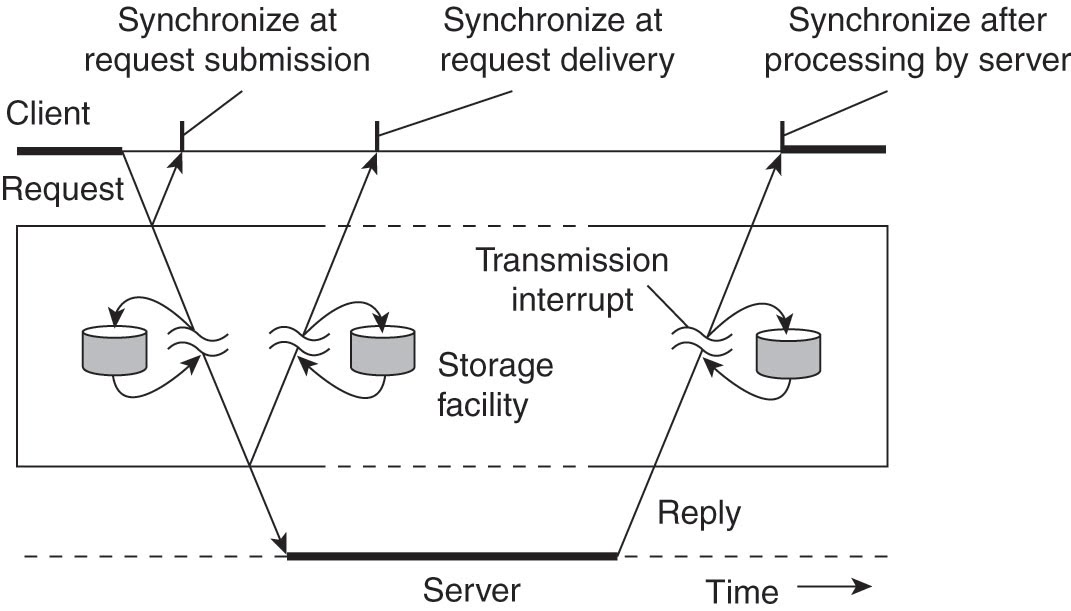 Synchronize at
request submission
Synchronize at
request delivery
Synchronize after
processing by server
Client
Request
Transmission
interrupt
Storage
facility
Reply
Server
Time